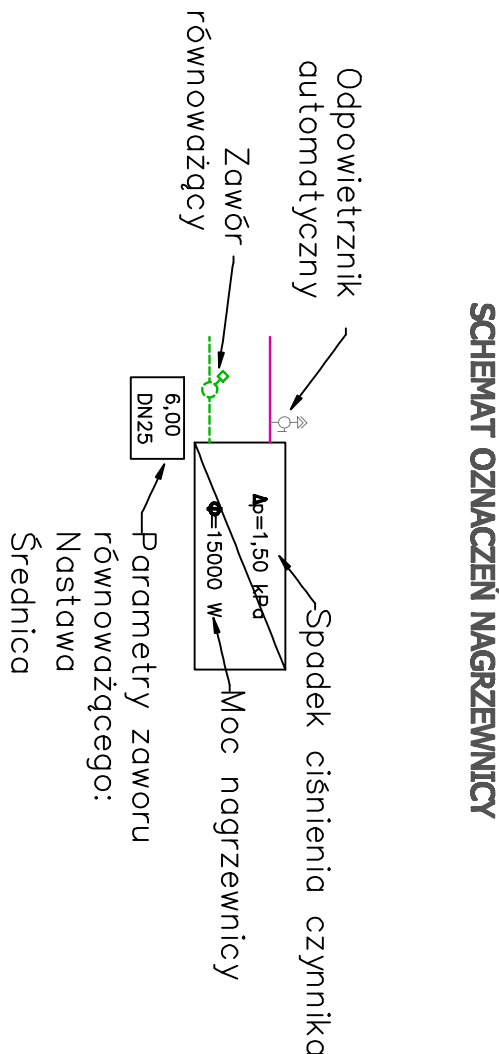 SCHEMAT OZNACZEŃ NAGRZEWNICY
Odpowietrznik
automatyczny
Zawór
równoważący
Δp=1,50 kPa
Φ=15000 W
6,00
DN25
Spadek ciśnienia czynnika
Moc nagrzewnicy
Parametry zaworu
równoważącego:
Nastawa
Średnica